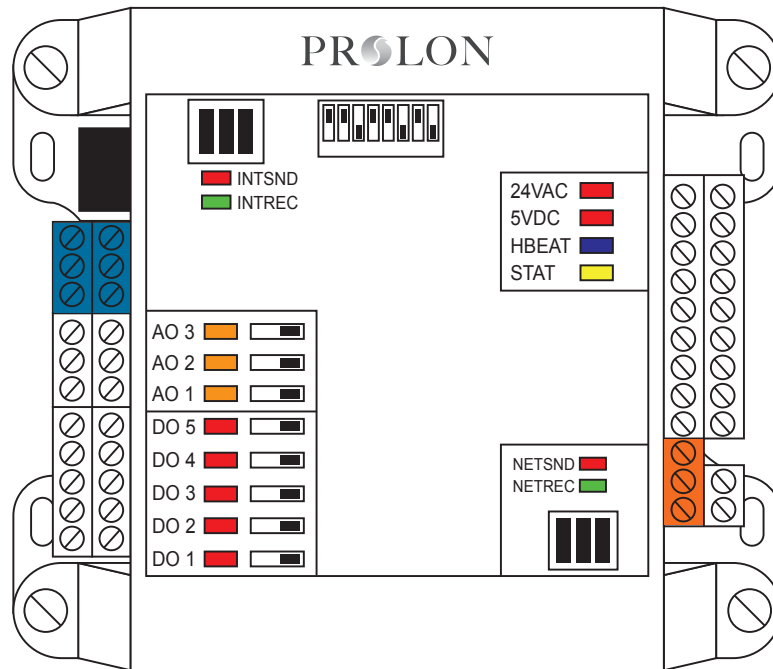 PROLON
INTSND
INTREC
24VAC
5VDC
HBEAT
STAT
AO 3
AO 2
AO 1
DO 5
DO 4
DO 3
DO 2
DO 1
NETSND
NETREC